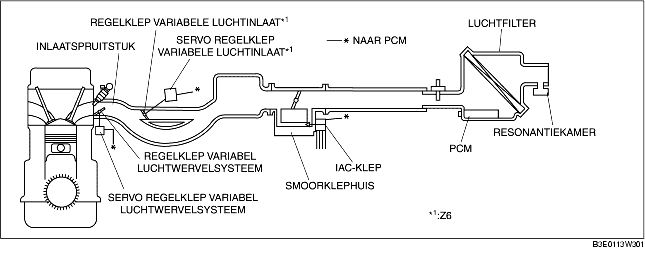 REGELKLEP VARIABELE LUCHTINLAAT*1
LUCHTFILTER
SERVO REGELKLEP
VARIABELE LUCHTINLAAT*1
* NAAR PCM
INLAATSPRUITSTUK
*
*
*
RESONANTIEKAMER
PCM
REGELKLEP VARIABEL
LUCHTWERVELSYSTEEM
IAC-KLEP
SMOORKLEPHUIS
SERVO REGELKLEP VARIABEL
LUCHTWERVELSYSTEEM
*1:Z6
B3E0113W301